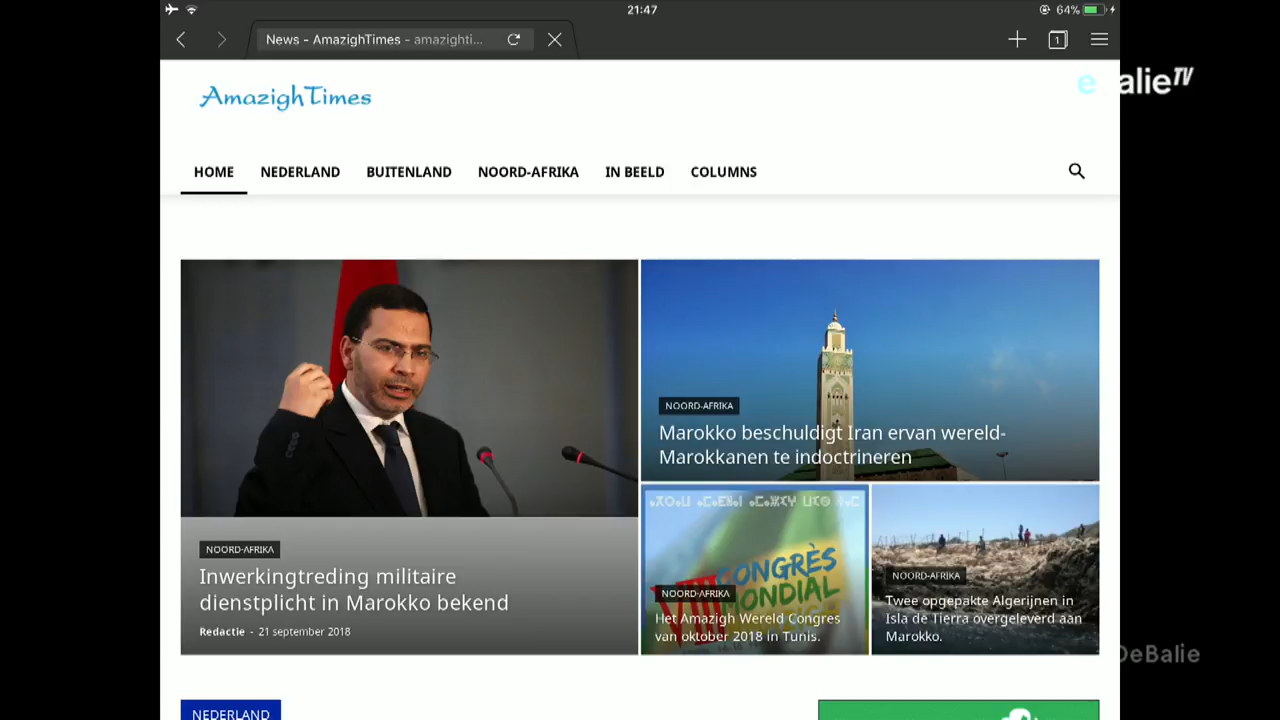 21:47
64%
News - AmazighTimes - amazighti...
1
AmazighTimes
eBalieTV
HOME NEDERLAND BUITENLAND NOORD-AFRIKA IN BEELD COLUMNS
NOORD-AFRIKA
Marokko beschuldigt Iran ervan wereld-
Marokkanen te indoctrineren
NOORD-AFRIKA
Inwerkingtreding militaire
dienstplicht in Marokko bekend
Redactie - 21 september 2018
CONGRÈS
MONDIAL
NOORD-AFRIKA
Het Amazigh Wereld Congres
van oktober 2018 in Tunis.
NOORD-AFRIKA
Twee opgepakte Algerijnen in
Isla de Tierra overgeleverd aan
Marokko.
DeBalie
NEDERLAND